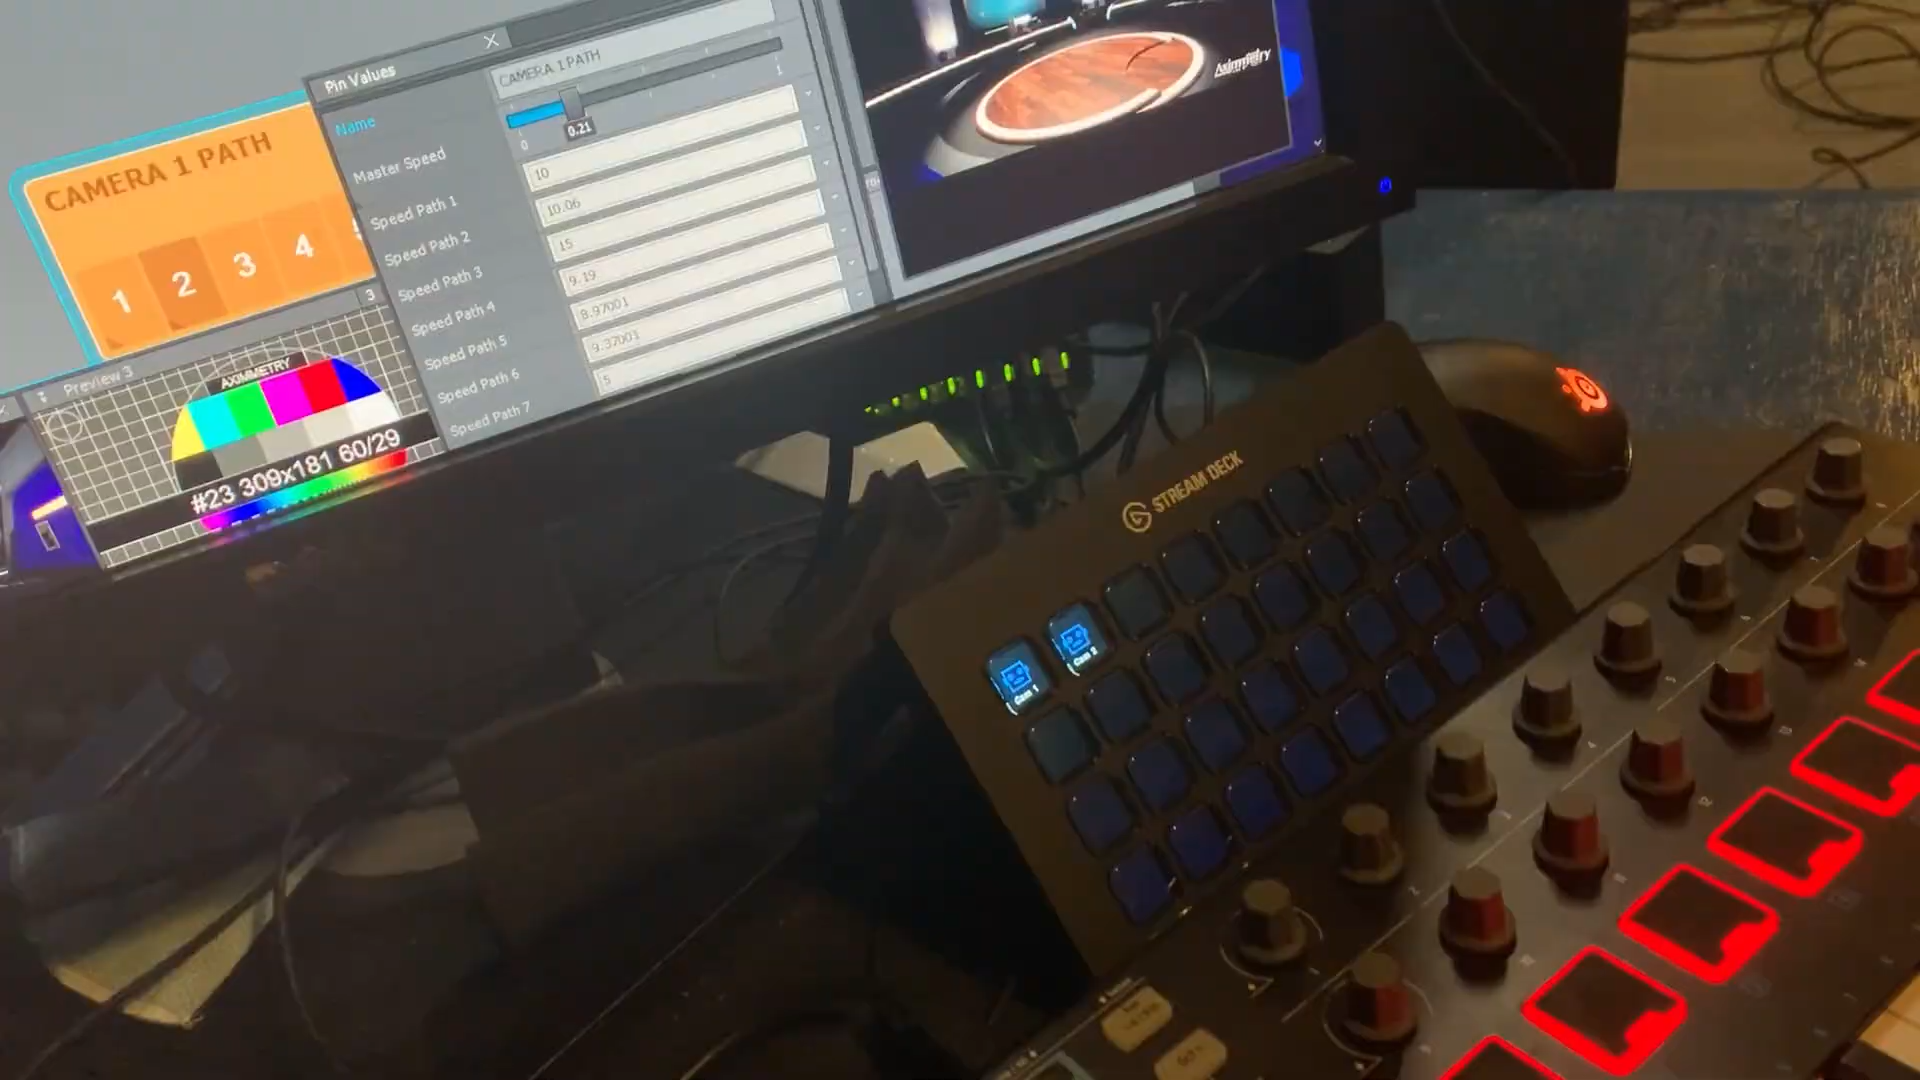 Pin Values
Name
CAMERA 1 PATH
Master Speed
0
0.21
1
Speed Path 1
10
Speed Path 2
10.06
Speed Path 3
15
Speed Path 4
9.19
Speed Path 5
8.97001
Speed Path 6
9.37001
Speed Path 7
5
CAMERA 1 PATH
1 2 3 4
3
Preview 3
AXIMMETRY
#23 309x181 60/29
Aximmetry
STREAM DECK
Cam 1
Cam 2